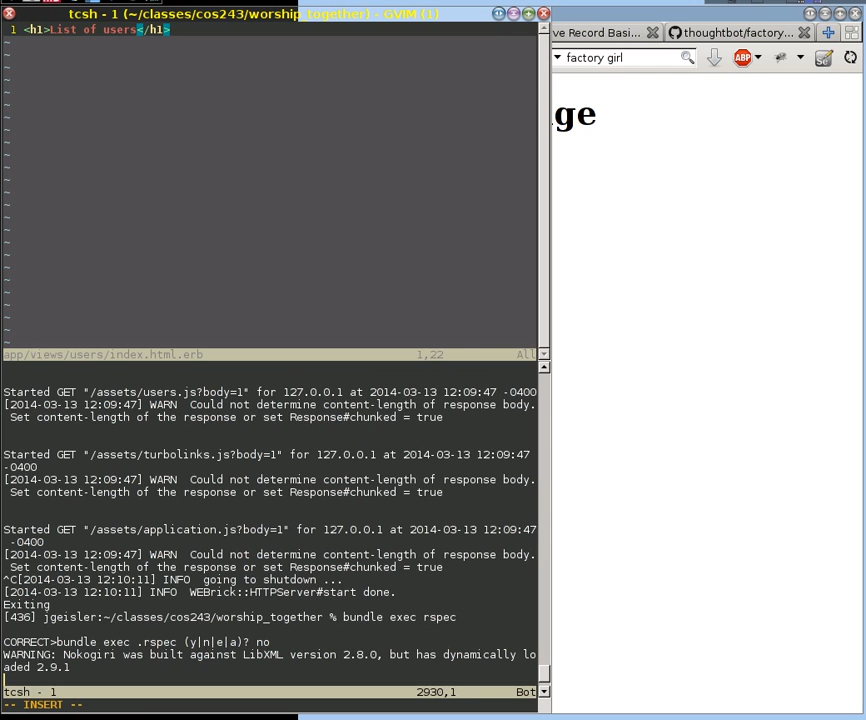 tcsh - 1 (~/classes/cos243/worship_together) - GVIM (1)
1 <h1>List of users</h1>
app/views/users/index.html.erb 1,22 All
ve Record Basi... thoughtbot/factory...
factory girl ABP
ge
Started GET "/assets/users.js?body=1" for 127.0.0.1 at 2014-03-13 12:09:47 -0400
[2014-03-13 12:09:47] WARN  Could not determine content-length of response body.
 Set content-length of the response or set Response#chunked = true
Started GET "/assets/turbolinks.js?body=1" for 127.0.0.1 at 2014-03-13 12:09:47
-0400
[2014-03-13 12:09:47] WARN  Could not determine content-length of response body.
 Set content-length of the response or set Response#chunked = true
Started GET "/assets/application.js?body=1" for 127.0.0.1 at 2014-03-13 12:09:47
 -0400
[2014-03-13 12:09:47] WARN  Could not determine content-length of response body.
 Set content-length of the response or set Response#chunked = true
^C[2014-03-13 12:10:11] INFO  going to shutdown ...
[2014-03-13 12:10:11] INFO  WEBrick::HTTPServer#start done.
Exiting
[436] jgeisler:~/classes/cos243/worship_together % bundle exec rspec
CORRECT>bundle exec .rspec (y|n|e|a)? no
WARNING: Nokogiri was built against LibXML version 2.8.0, but has dynamically lo
aded 2.9.1
tcsh - 1 2930,1 Bot
-- INSERT --